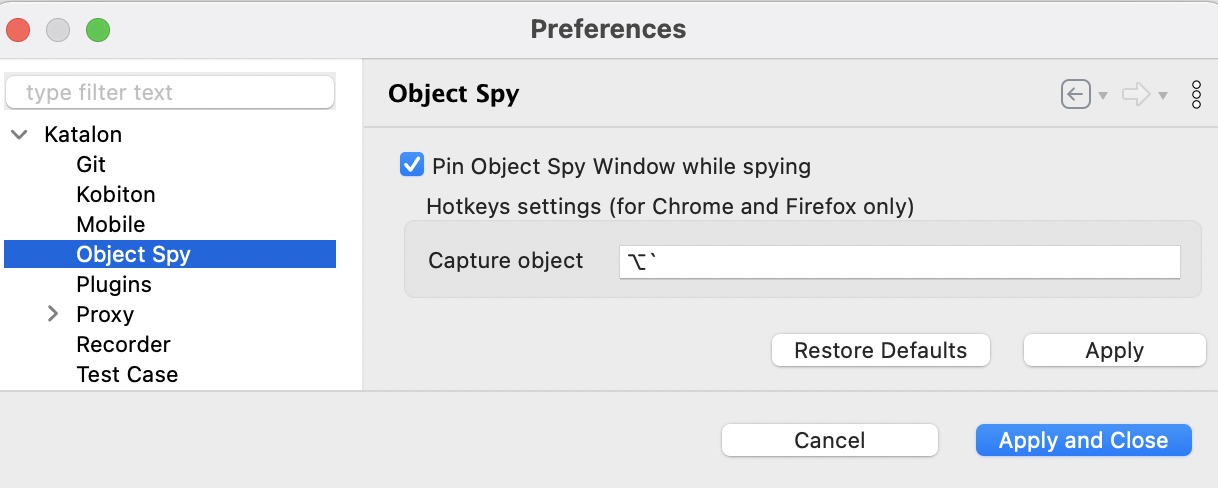 Preferences
type filter text
Katalon
Git
Kobiton
Mobile
Object Spy
Plugins
Proxy
Recorder
Test Case
Object Spy
Pin Object Spy Window while spying
Hotkeys settings (for Chrome and Firefox only)
Capture object ⌥`
Restore Defaults Apply
Cancel Apply and Close